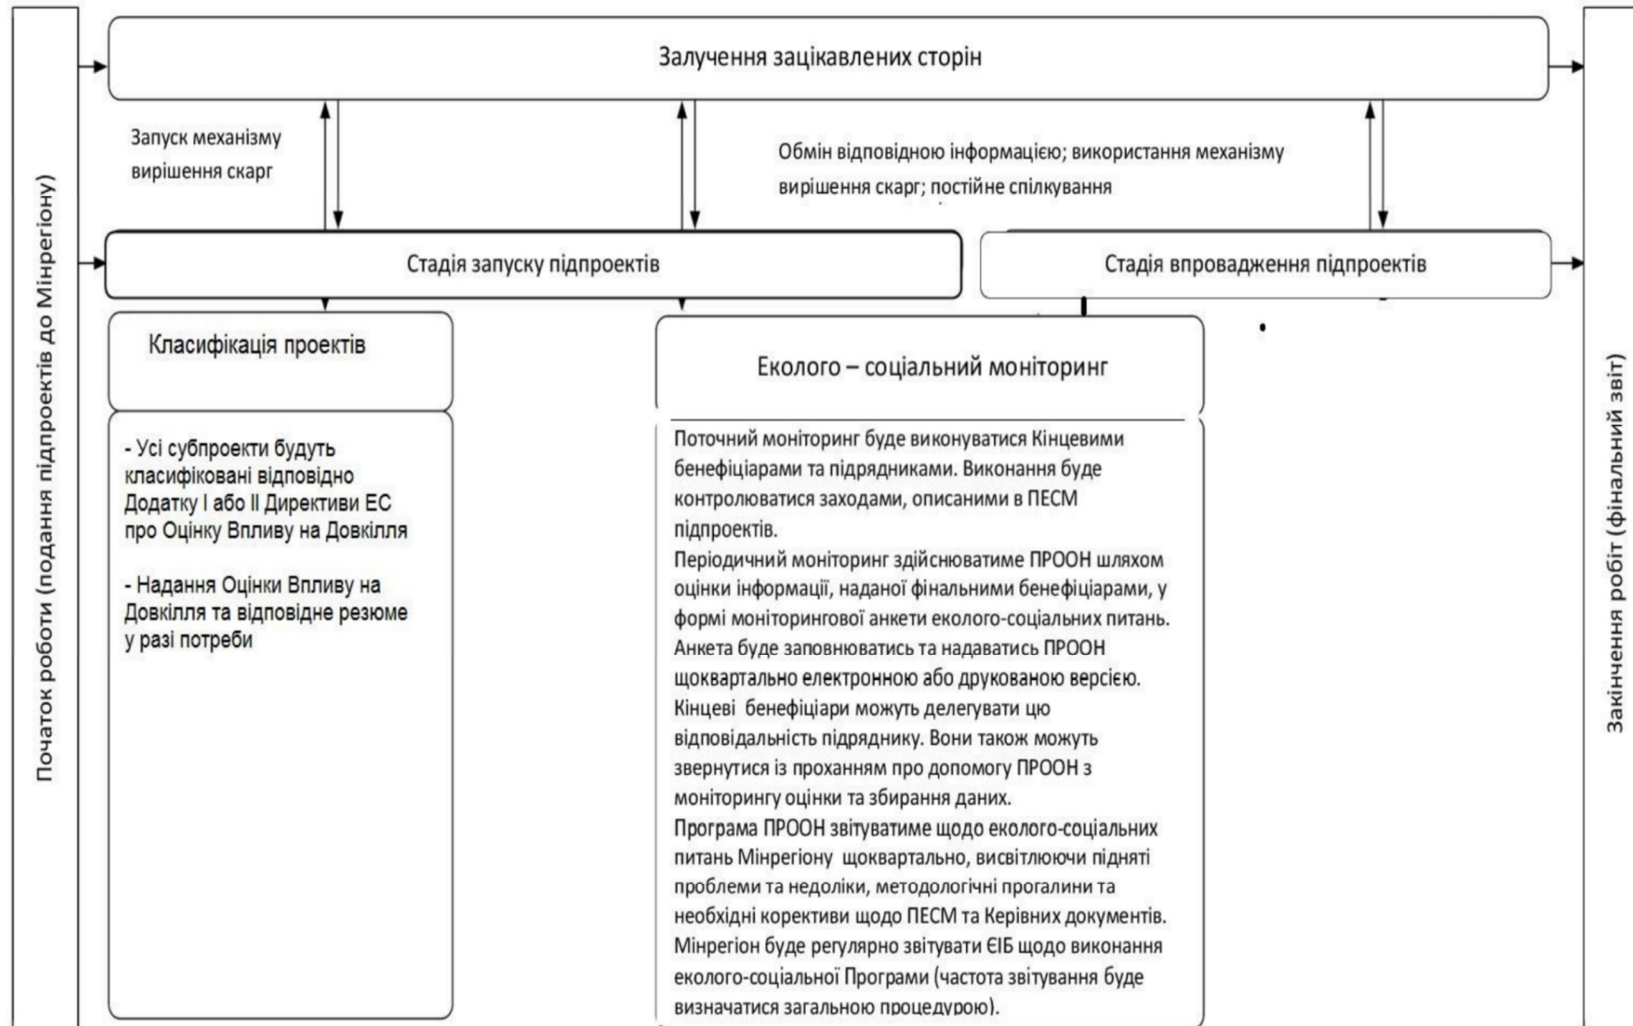 Початок роботи (подання підпроектів до Мінрегіону)
Залучення зацікавлених сторін
Запуск механізму
вирішення скарг
Обмін відповідною інформацією; використання механізму
вирішення скарг; постійне спілкування
Стадія запуску підпроектів
Стадія впровадження підпроектів
Класифікація проектів
- Усі субпроекти будуть
класифіковані відповідно
Додатку I або II Директиви ЕС
про Оцінку Впливу на Довкілля
- Надання Оцінки Впливу на
Довкілля та відповідне резюме
у разі потреби
Еколого – соціальний моніторинг
Поточний моніторинг буде виконуватися Кінцевими
бенефіціарами та підрядниками. Виконання буде
контролюватися заходами, описаними в ПЕСМ
підпроектів.
Періодичний моніторинг здійснюватиме ПРООН шляхом
оцінки інформації, наданої фінальними бенефіціарами, у
формі моніторингової анкети еколого-соціальних питань.
Анкета буде заповнюватись та надаватись ПРООН
щоквартально електронною або друкованою версією.
Кінцеві бенефіціари можуть делегувати цю
відповідальність підряднику. Вони також можуть
звернутися із проханням про допомогу ПРООН з
моніторингу оцінки та збирання даних.
Програма ПРООН звітуватиме щодо еколого-соціальних
питань Мінрегіону щоквартально, висвітлюючи підняті
проблеми та недоліки, методологічні прогалини та
необхідні корективи щодо ПЕСМ та Керівних документів.
Мінрегіон буде регулярно звітувати ЄІБ щодо виконання
еколого-соціальної Програми (частота звітування буде
визначатися загальною процедурою).
Закінчення робіт (фінальний звіт)